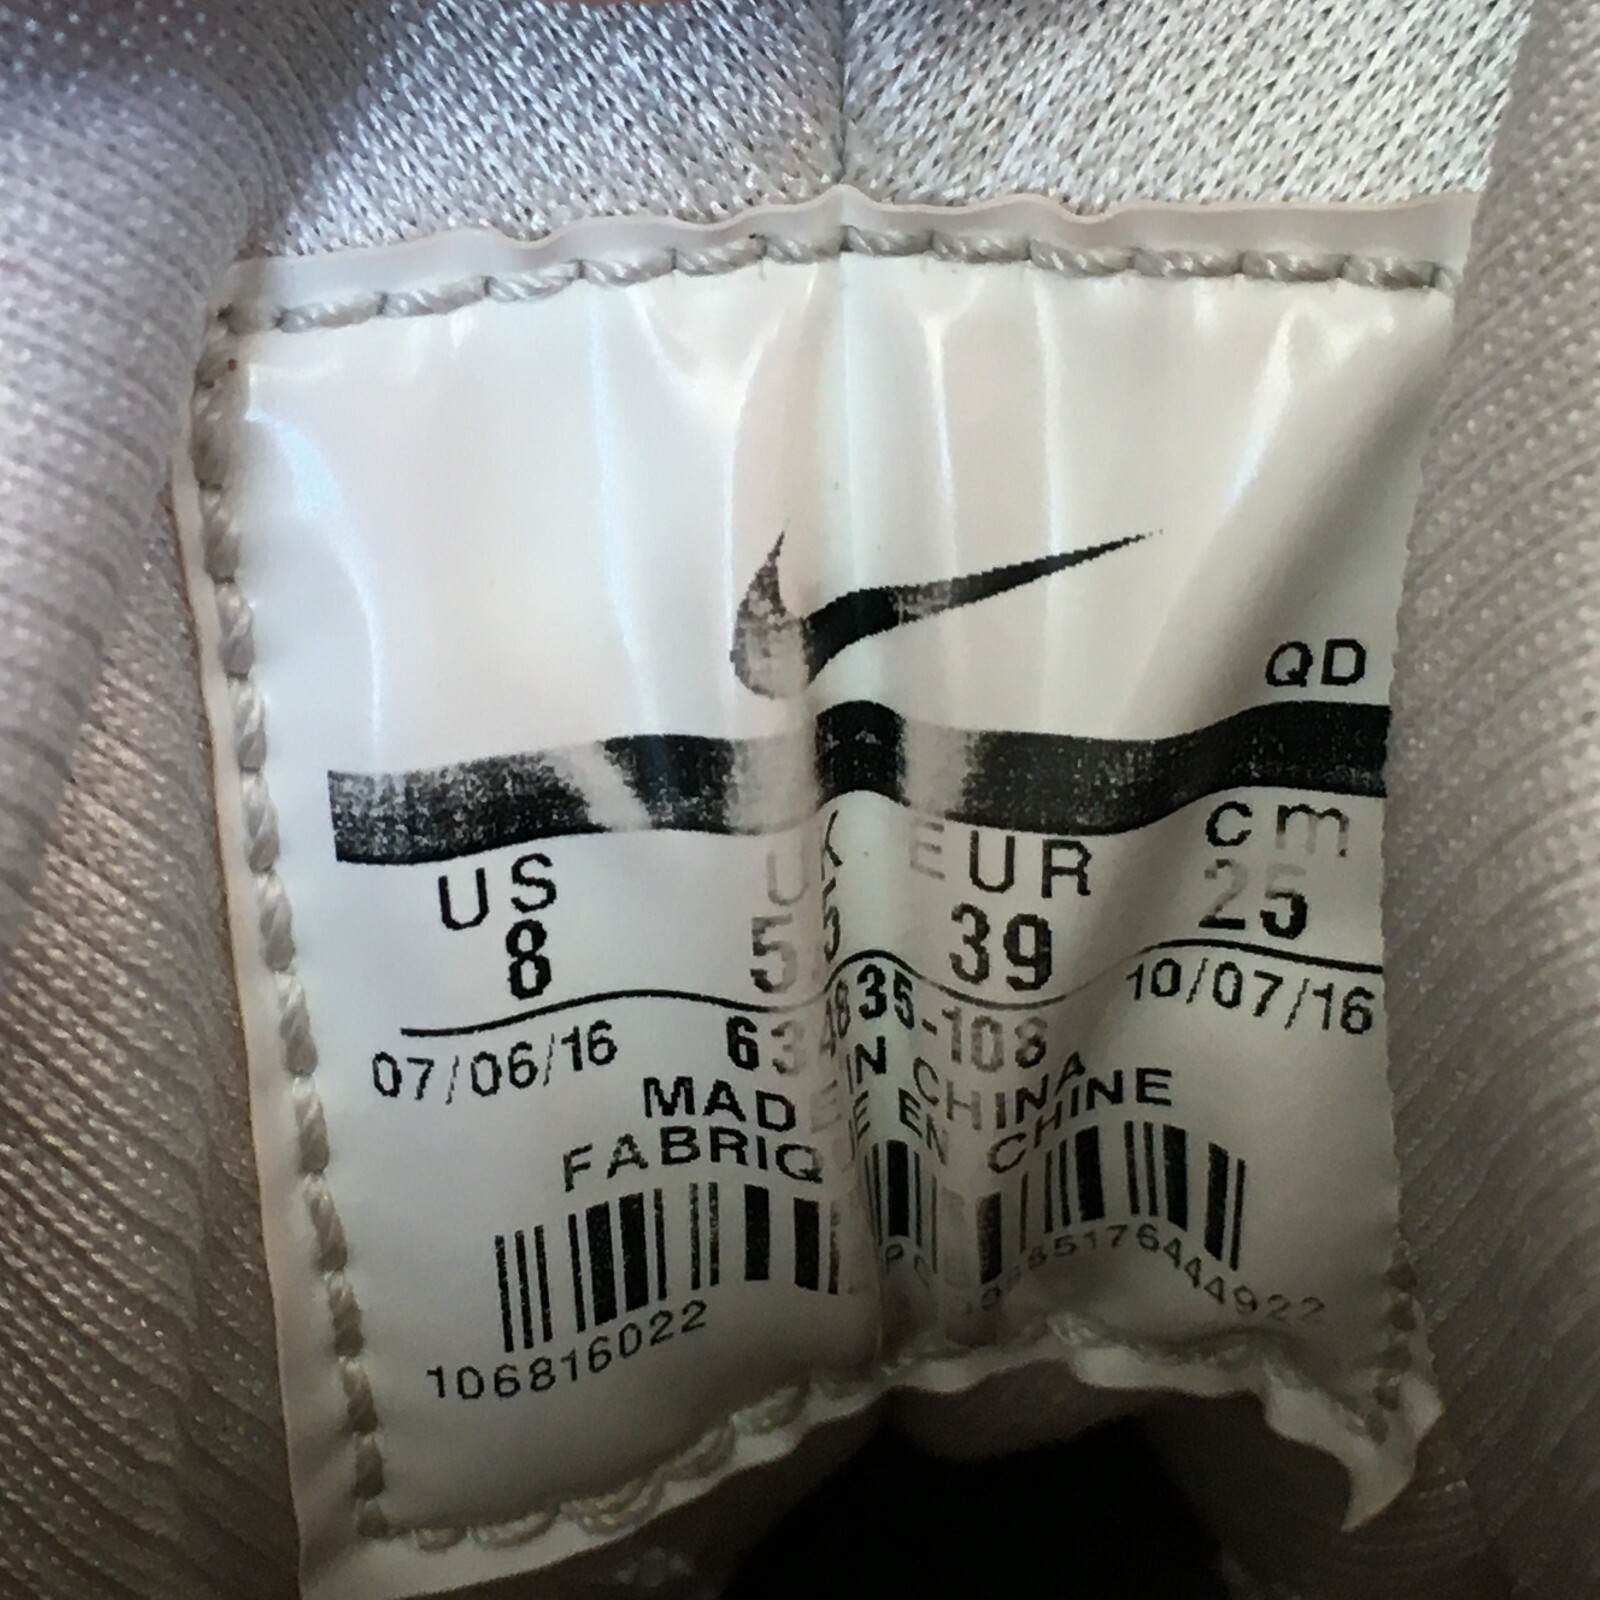 QD
US UK EUR cm
8 5.5 39 25
07/06/16 634835-108 10/07/16
MADE IN CHINA
FABRIQUE EN CHINE
106816022